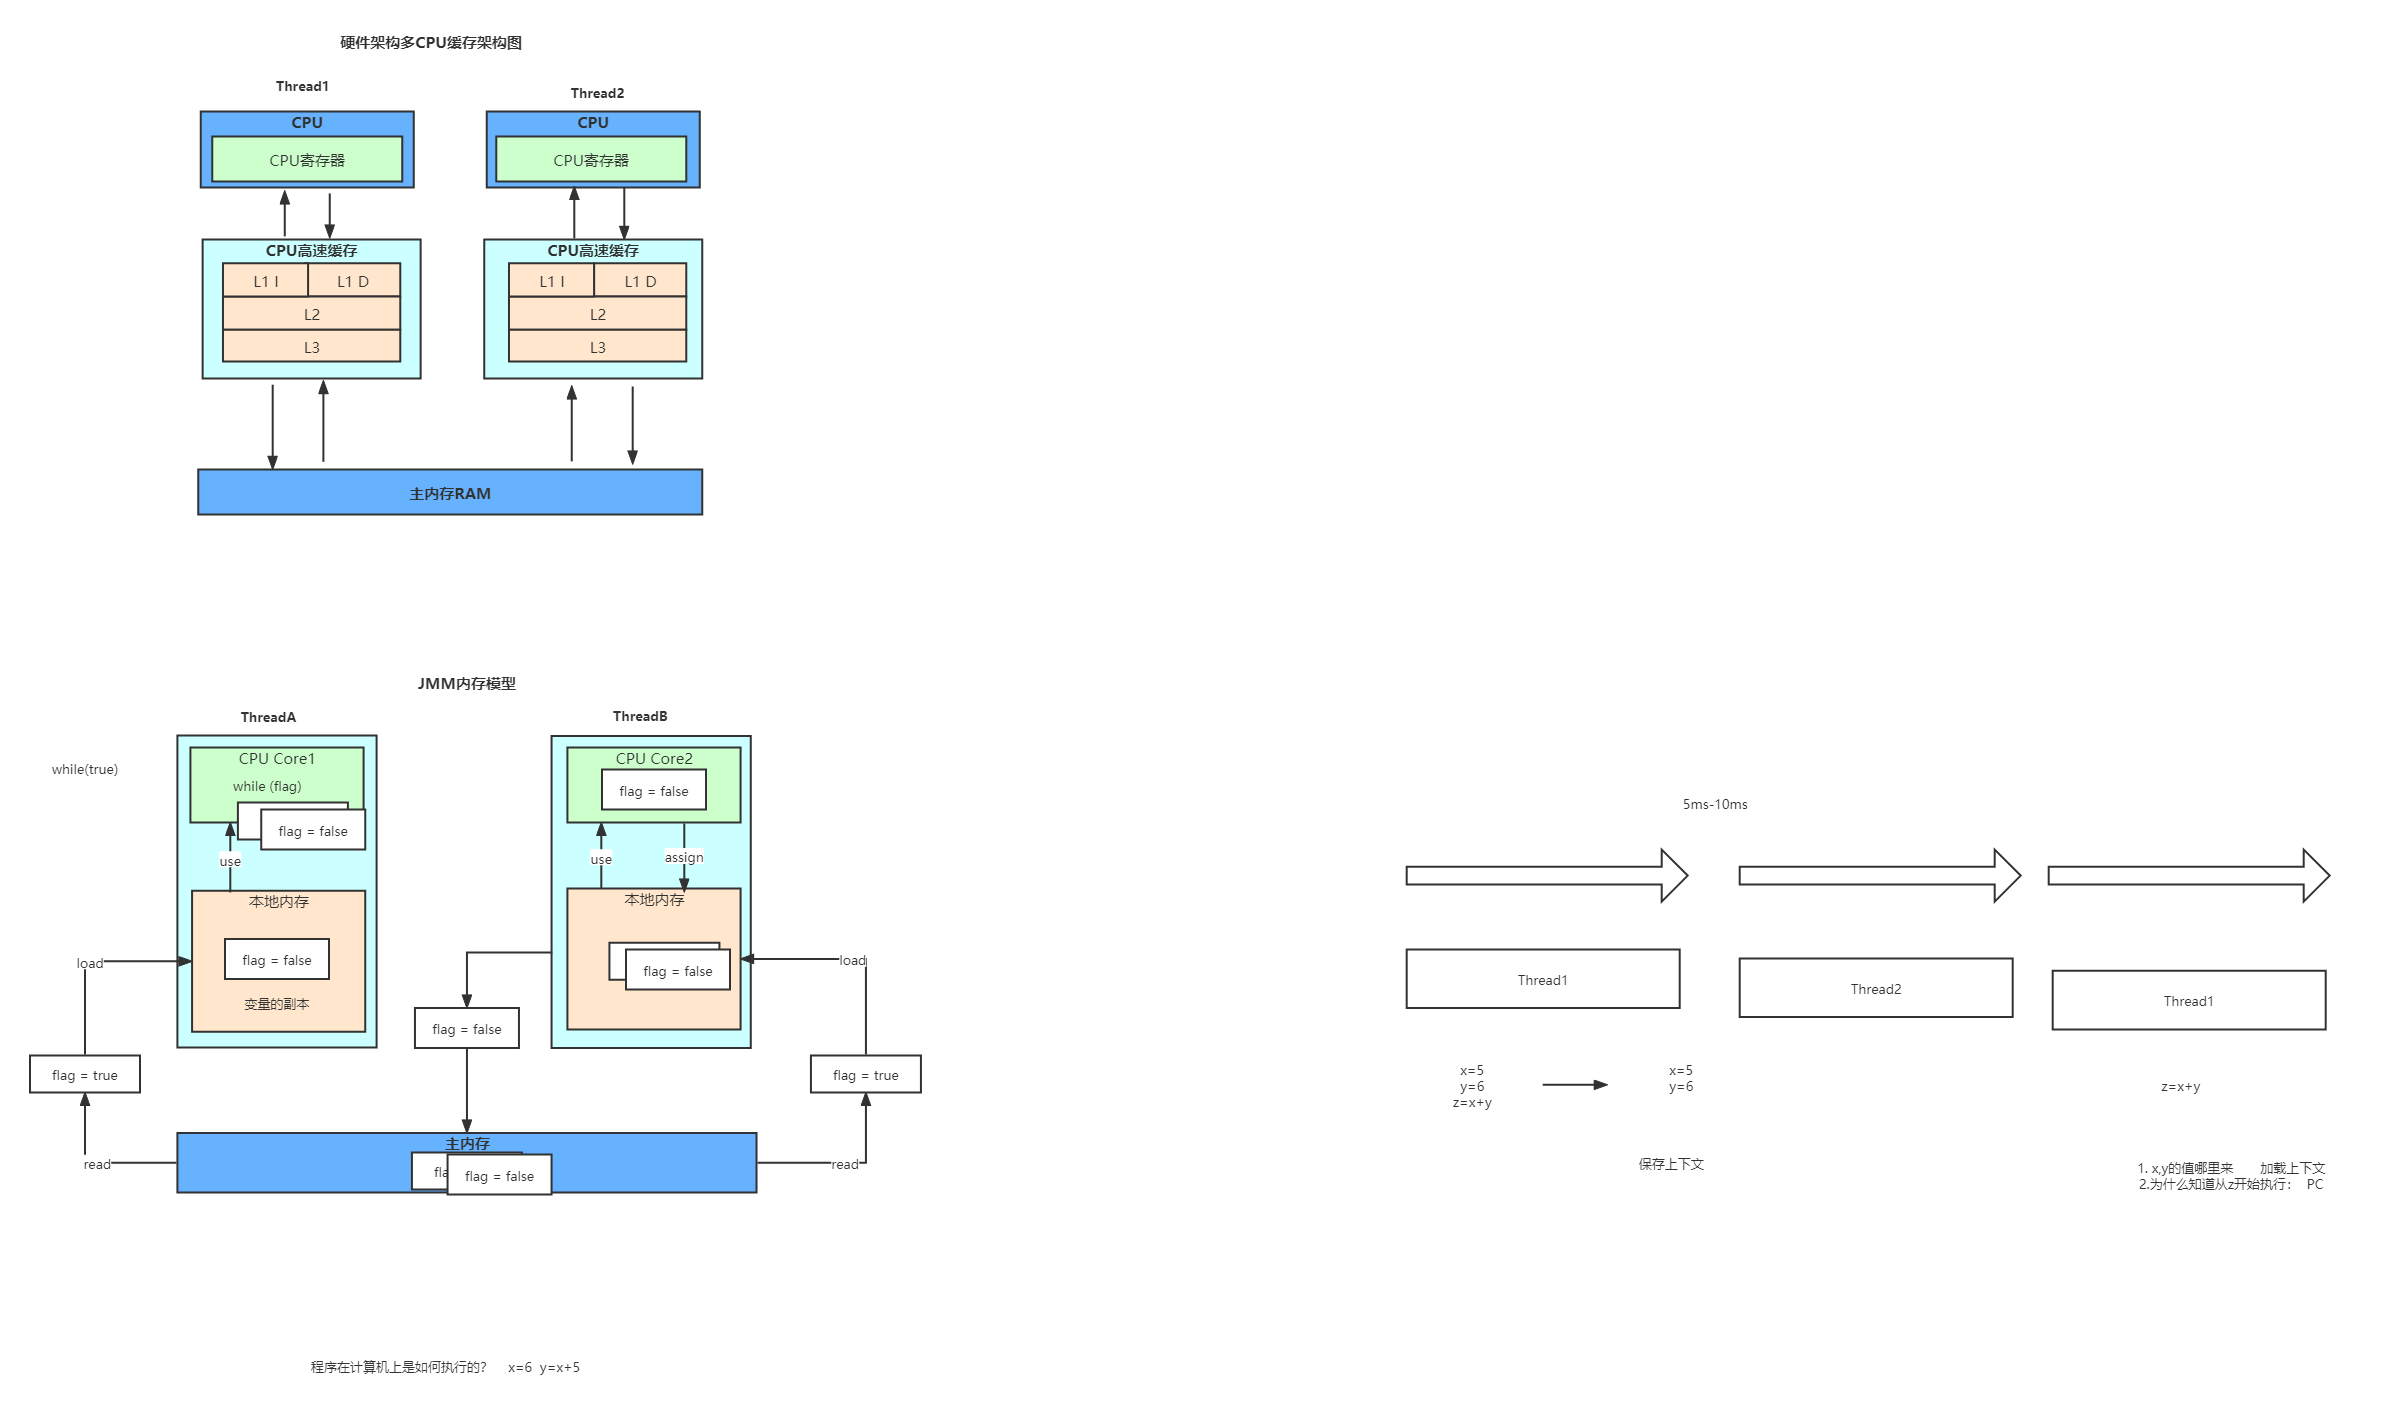 硬件架构多CPU缓存架构图
Thread1
Thread2
CPU
CPU寄存器
CPU
CPU寄存器
CPU高速缓存
L1 I
L1 D
L2
L3
CPU高速缓存
L1 I
L1 D
L2
L3
主内存RAM
JMM内存模型
ThreadA
ThreadB
while(true)
CPU Core1
while (flag)
flag = false
use
本地内存
flag = false
变量的副本
CPU Core2
flag = false
use
assign
本地内存
flag = false
load
load
flag = true
flag = false
flag = true
read
read
主内存
flag = false
程序在计算机上是如何执行的? x=6 y=x+5
5ms-10ms
Thread1
Thread2
Thread1
x=5
y=6
z=x+y
x=5
y=6
z=x+y
保存上下文
1. x,y的值哪里来 加载上下文
2.为什么知道从z开始执行： PC